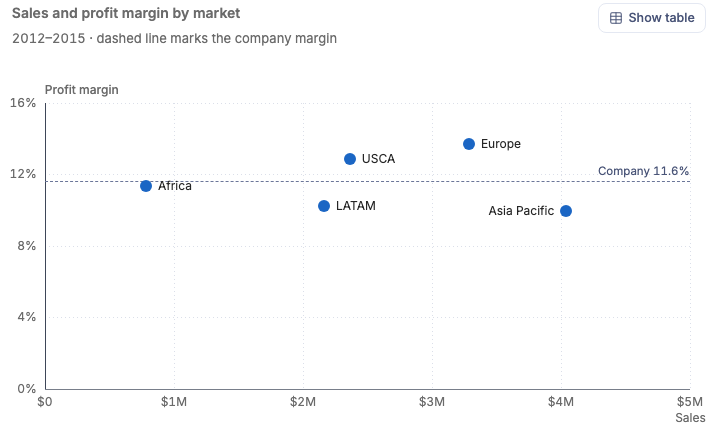 Sales and profit margin by market
Show table
2012–2015 · dashed line marks the company margin
Profit margin
16%
Europe
USCA
12%
Company 11.6%
Africa
LATAM
Asia Pacific
8%
4%
0%
$0 $1M $2M $3M $4M $5M
Sales